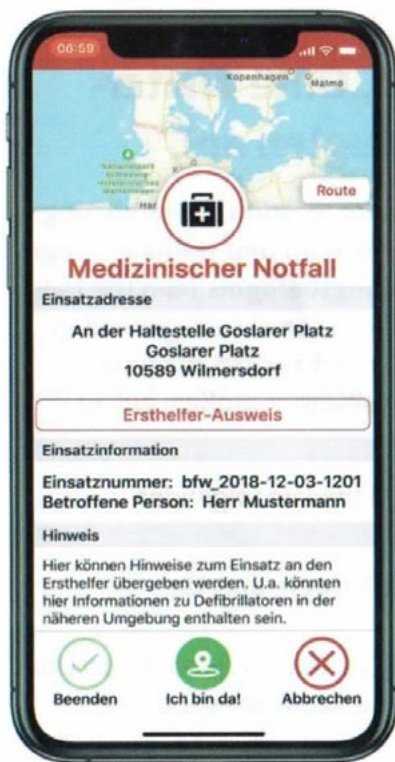 06:59
Kopenhagen
Malmö
Nationalpark
Route
Medizinischer Notfall
Einsatzadresse
An der Haltestelle Goslarer Platz
Goslarer Platz
10589 Wilmersdorf
Ersthelfer-Ausweis
Einsatzinformation
Einsatznummer: bfw_2018-12-03-1201
Betroffene Person: Herr Mustermann
Hinweis
Hier können Hinweise zum Einsatz an den
Ersthelfer übergeben werden. U.a. könnten
hier Informationen zu Defibrillatoren in der
näheren Umgebung enthalten sein.
Beenden
Ich bin da!
Abbrechen